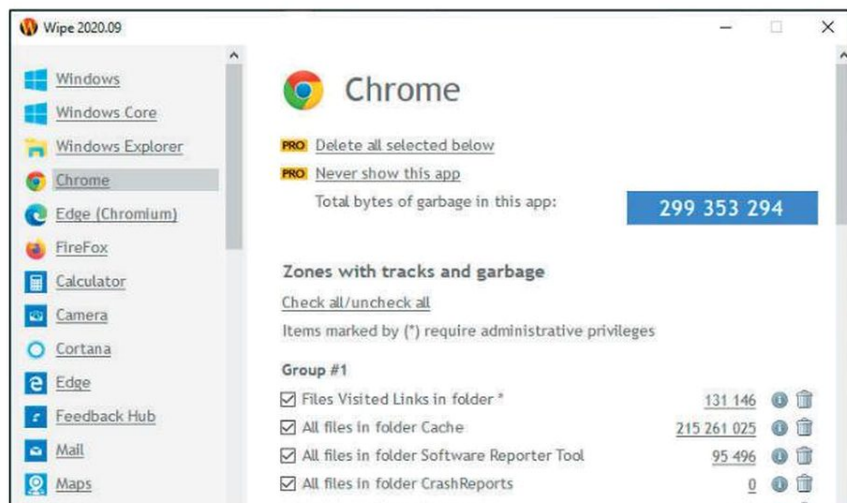 Wipe 2020.09
Windows
Windows Core
Windows Explorer
Chrome
Edge (Chromium)
FireFox
Calculator
Camera
Cortana
Edge
Feedback Hub
Mail
Maps
Chrome
PRO Delete all selected below
PRO Never show this app
Total bytes of garbage in this app: 299 353 294
Zones with tracks and garbage
Check all/uncheck all
Items marked by (*) require administrative privileges
Group #1
Files Visited Links in folder * 131 146
All files in folder Cache 215 261 025
All files in folder Software Reporter Tool 95 496
All files in folder CrashReports 0